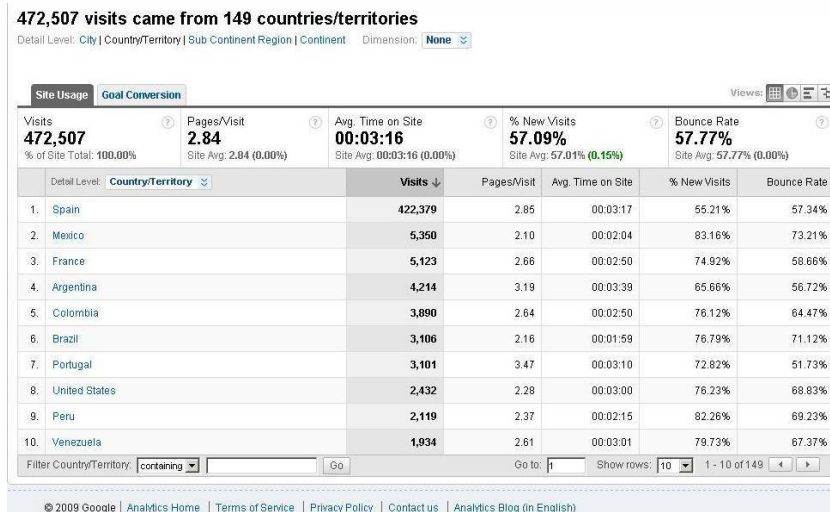 472,507 visits came from 149 countries/territories
Detail Level: City | Country/Territory | Sub Continent Region | Continent Dimension: None
Site Usage Goal Conversion Views:
Visits ? Pages/Visit ? Avg. Time on Site ? % New Visits ? Bounce Rate ?
472,507 2.84 00:03:16 57.09% 57.77%
% of Site Total: 100.00% Site Avg: 2.84 (0.00%) Site Avg: 00:03:16 (0.00%) Site Avg: 57.01% (0.15%) Site Avg: 57.77% (0.00%)
Detail Level: Country/Territory Visits ↓ Pages/Visit Avg. Time on Site % New Visits Bounce Rate
1. Spain 422,379 2.85 00:03:17 55.21% 57.34%
2. Mexico 5,350 2.10 00:02:04 83.16% 73.21%
3. France 5,123 2.66 00:02:50 74.92% 58.66%
4. Argentina 4,214 3.19 00:03:39 65.66% 56.72%
5. Colombia 3,890 2.64 00:02:50 76.12% 64.47%
6. Brazil 3,106 2.16 00:01:59 76.79% 71.12%
7. Portugal 3,101 3.47 00:03:10 72.82% 51.73%
8. United States 2,432 2.28 00:03:00 76.23% 68.83%
9. Peru 2,119 2.37 00:02:15 82.26% 69.23%
10. Venezuela 1,934 2.61 00:03:01 79.73% 67.37%
Filter Country/Territory: containing Go Go to: 1 Show rows: 10 1 - 10 of 149
© 2009 Google | Analytics Home | Terms of Service | Privacy Policy | Contact us | Analytics Blog (in English)